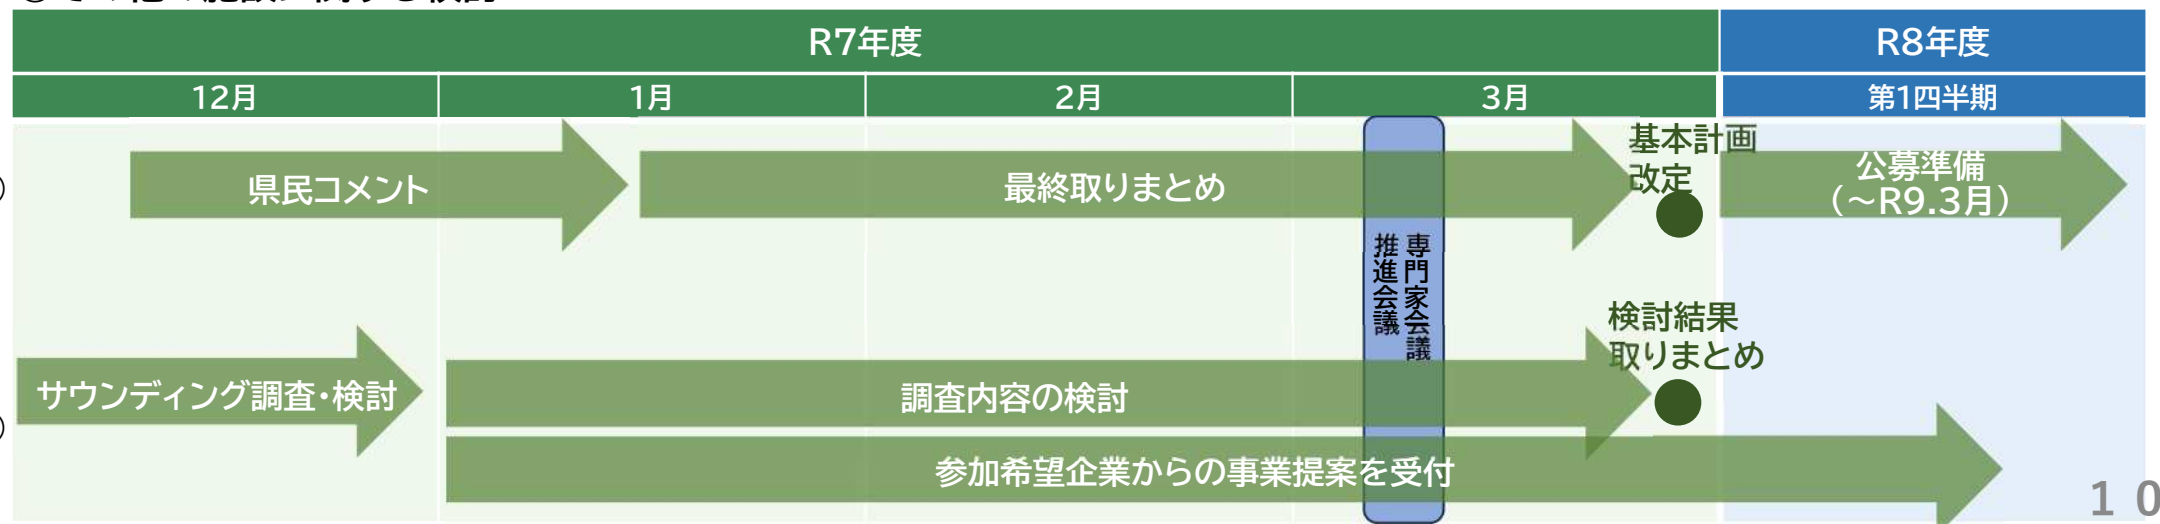 R7年度
R8年度
12月
1月
2月
3月
第1四半期
県民コメント
最終取りまとめ
基本計画
改定
公募準備
(～R9.3月)
専門家会議
推進会議
検討結果
取りまとめ
サウンディング調査・検討
調査内容の検討
参加希望企業からの事業提案を受付
10